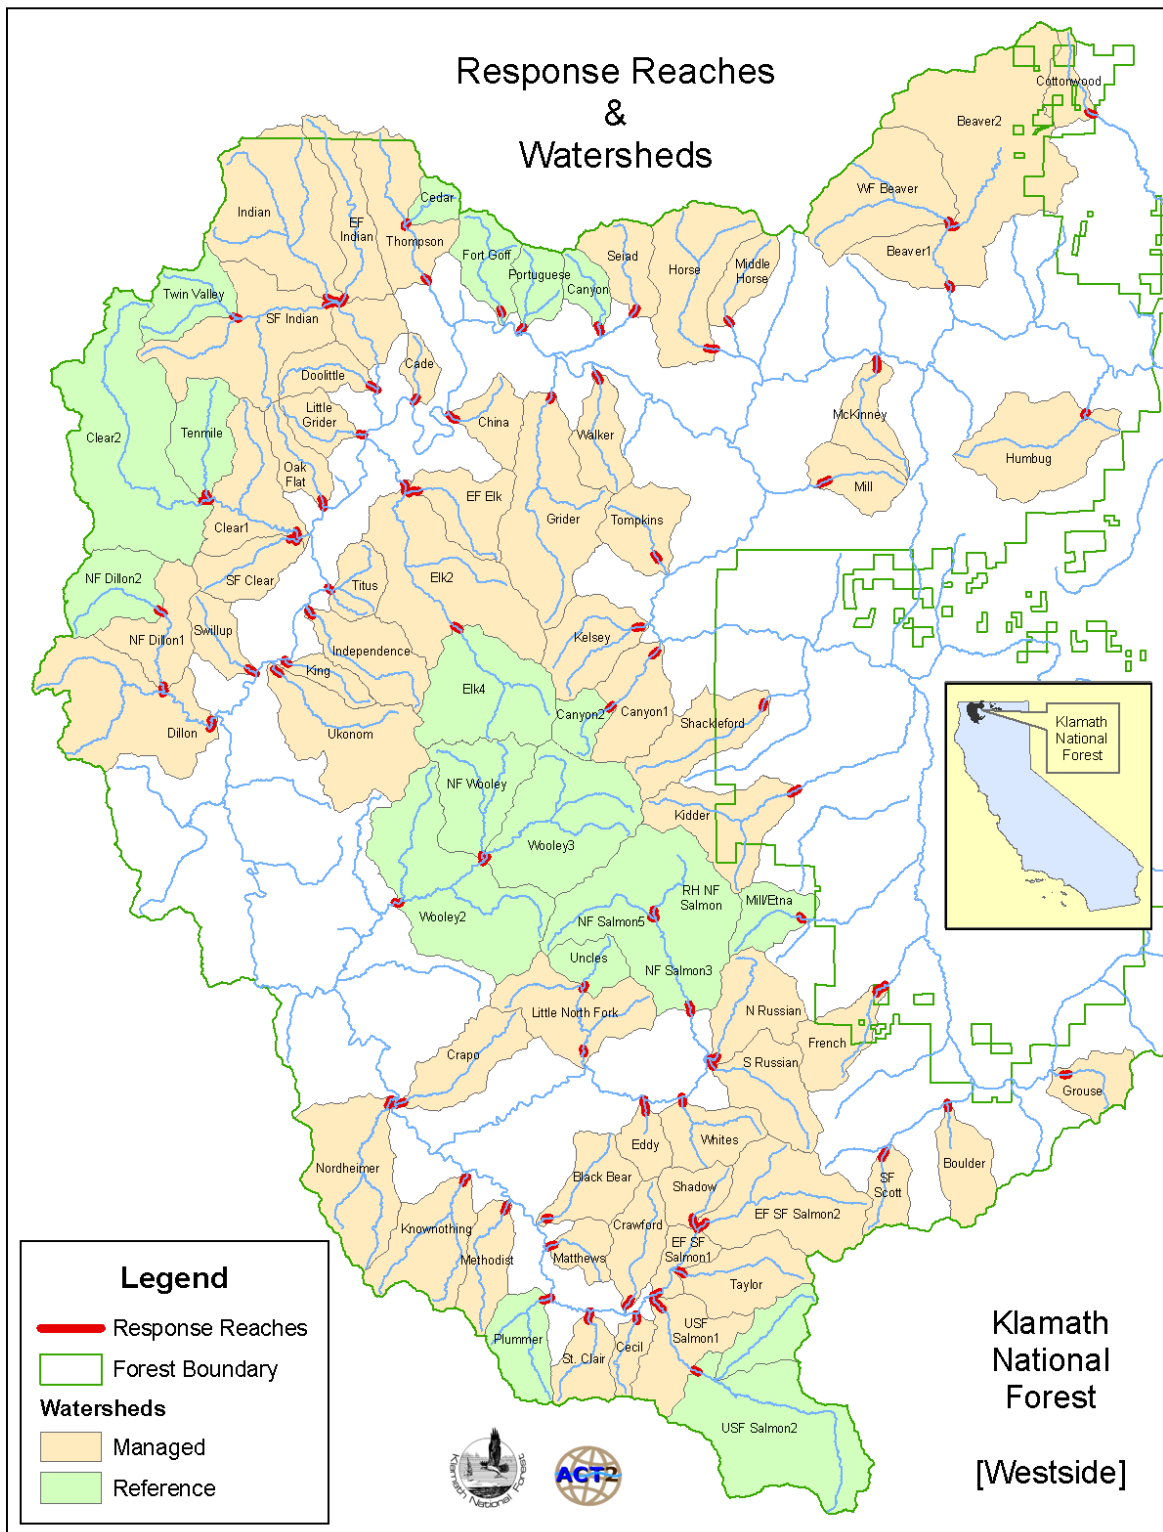 Response Reaches
&
Watersheds
Cottonwood
Beaver2
WF Beaver
Beaver1
Indian
EF
Indian
Cedar
Thompson
Fort Goff
Portuguese
Canyon
Seiad
Horse
Middle
Horse
Twin Valley
SF Indian
Doolittle
Cade
Little
Grider
China
Walker
McKinney
Humbug
Mill
Clear2
Tenmile
Oak
Flat
EF Elk
Grider
Tompkins
Clear1
SF Clear
Titus
Elk2
NF Dillon2
NF Dillon1
Swillup
Independence
Kelsey
King
Elk4
Canyon2
Canyon1
Shackleford
Dillon
Ukonom
Klamath
National
Forest
NF Wooley
Wooley3
Kidder
RH NF
Salmon
Mill/Etna
Wooley2
NF Salmon5
Uncles
NF Salmon3
Little North Fork
N Russian
French
Crapo
S Russian
Grouse
Eddy
Whites
Nordheimer
Black Bear
Shadow
SF
Scott
Boulder
Knownothing
Crawford
EF SF Salmon2
Methodist
Matthews
EF SF
Salmon1
Taylor
Plummer
St. Clair
Cecil
USF
Salmon1
USF Salmon2
Legend
Response Reaches
Forest Boundary
Watersheds
Managed
Reference
Klamath National Forest
ACT2
Klamath
National
Forest
[Westside]